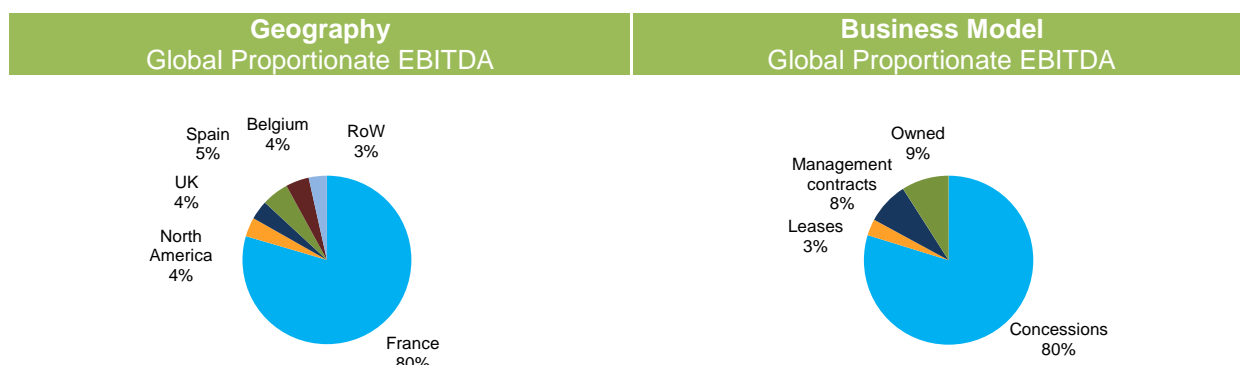 Geography
Global Proportionate EBITDA
Business Model
Global Proportionate EBITDA
Spain
5%
Belgium
4%
RoW
3%
UK
4%
North
America
4%
France
80%
Owned
9%
Management
contracts
8%
Leases
3%
Concessions
80%